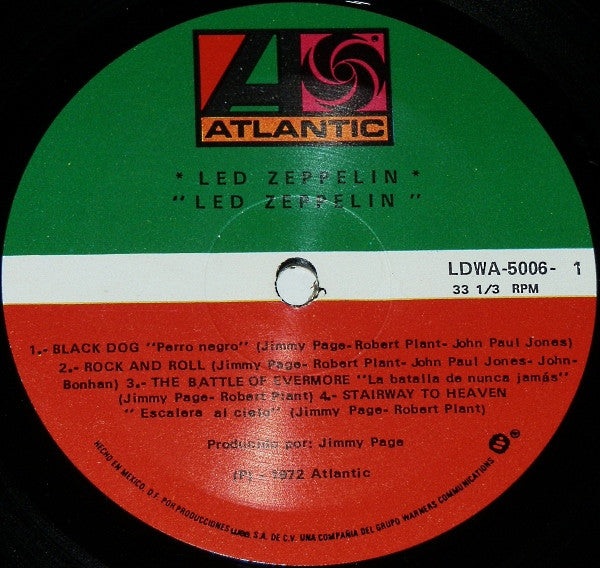 ATLANTIC
* LED ZEPPELIN *
" LED ZEPPELIN "
LDWA-5006- 1
33 1/3 RPM
1.- BLACK DOG "Perro negro" (Jimmy Page- Robert Plant- John Paul Jones)
2.- ROCK AND ROLL (Jimmy Page- Robert Plant- John Paul Jones- John-
Bonhan) 3.- THE BATTLE OF EVERMORE "La batalla de nunca jamás"
(Jimmy Page- Robert Plant) 4.- STAIRWAY TO HEAVEN
" Escalera al cielo" (Jimmy Page- Robert Plant)
Producido por: Jimmy Page
(P) - 1972 Atlantic
HECHO EN MEXICO, D.F. POR PRODUCCIONES S.A. DE C.V. UNA COMPAÑIA DEL GRUPO WARNERS COMMUNICATIONS ®